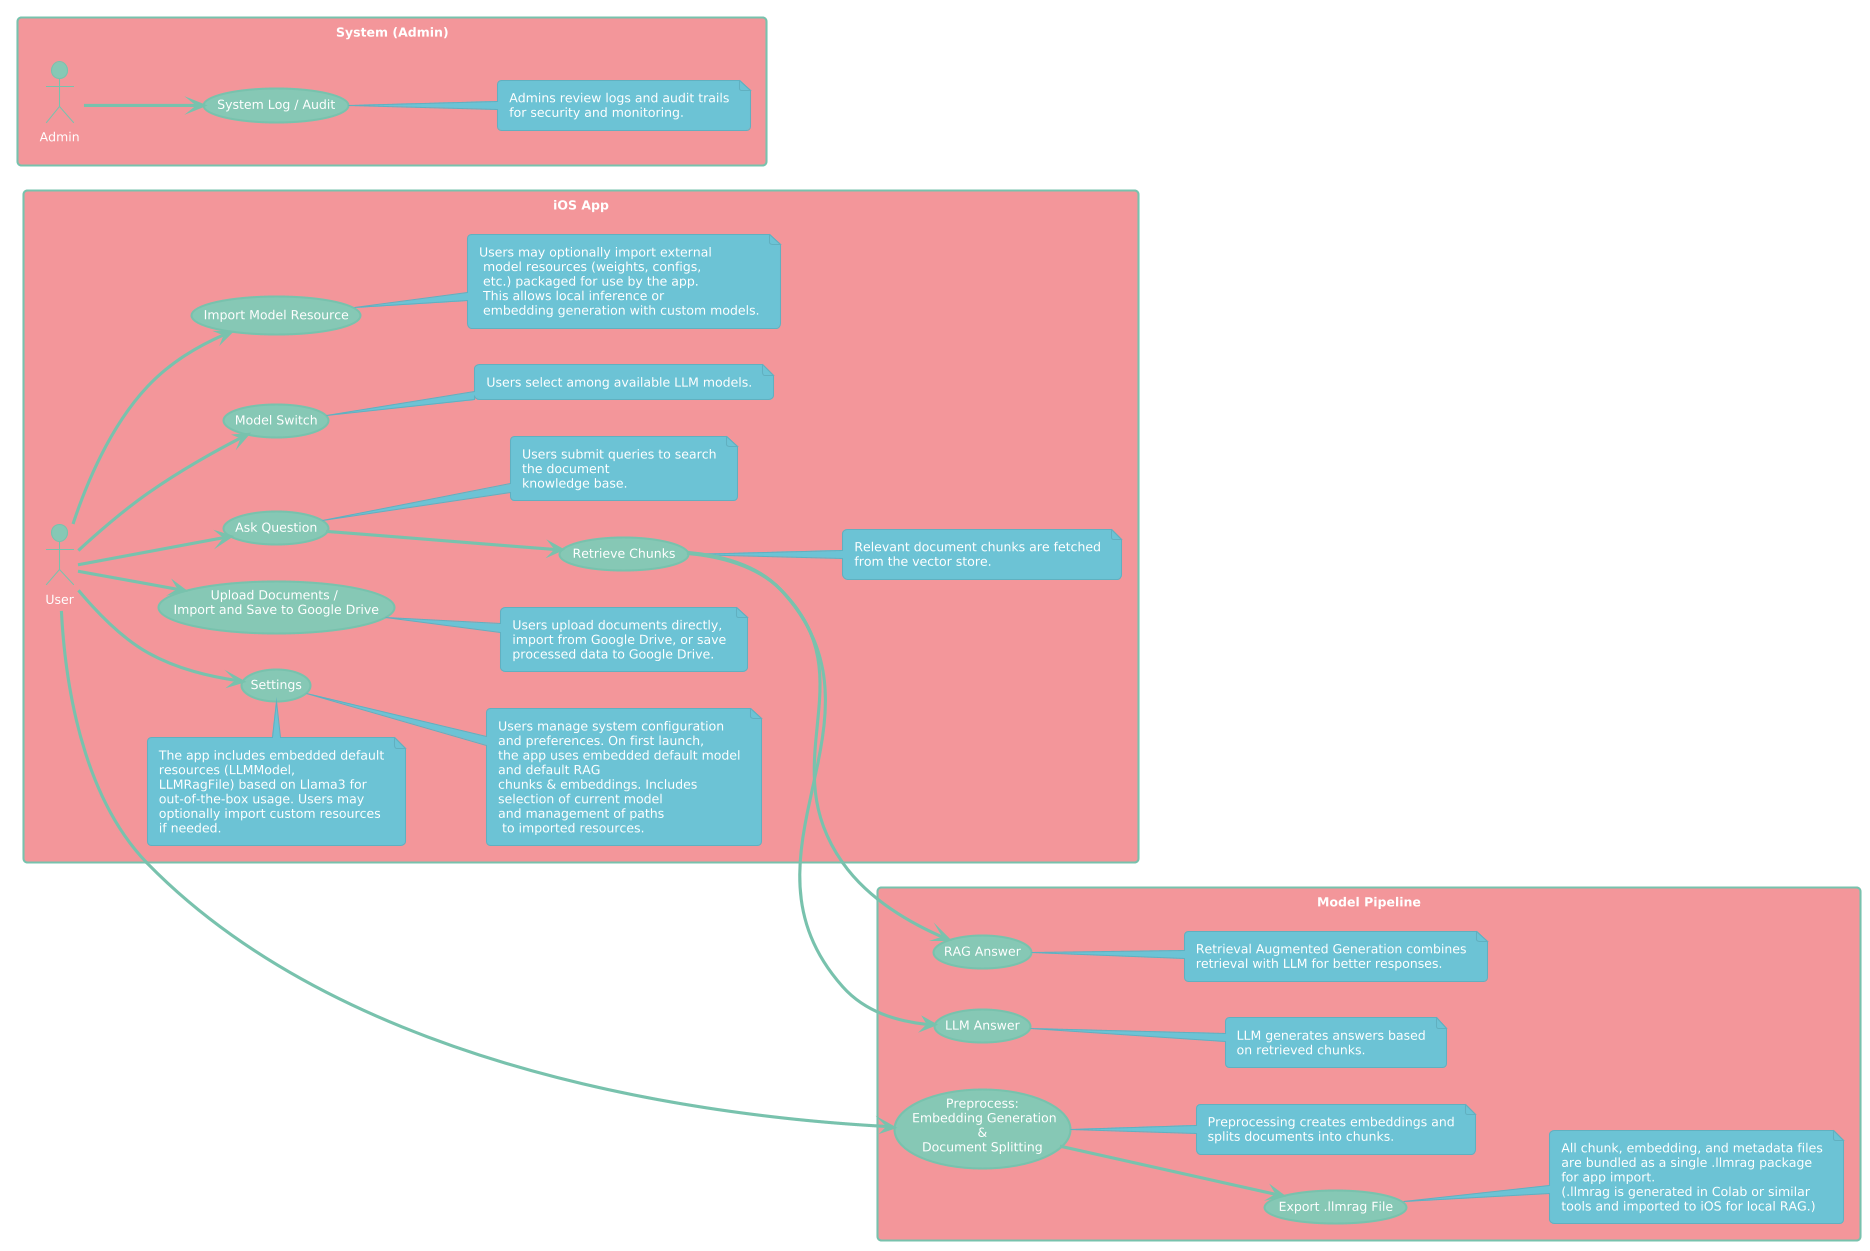 System (Admin)
Admin
System Log / Audit
Admins review logs and audit trails
for security and monitoring.
iOS App
Users may optionally import external
model resources (weights, configs,
etc.) packaged for use by the app.
This allows local inference or
embedding generation with custom models.
Import Model Resource
Users select among available LLM models.
Model Switch
Users submit queries to search
the document
knowledge base.
Ask Question
Retrieve Chunks
Relevant document chunks are fetched
from the vector store.
User
Upload Documents /
Import and Save to Google Drive
Users upload documents directly,
import from Google Drive, or save
processed data to Google Drive.
Settings
The app includes embedded default
resources (LLMModel,
LLMRagFile) based on Llama3 for
out-of-the-box usage. Users may
optionally import custom resources
if needed.
Users manage system configuration
and preferences. On first launch,
the app uses embedded default model
and default RAG
chunks & embeddings. Includes
selection of current model
and management of paths
to imported resources.
Model Pipeline
RAG Answer
Retrieval Augmented Generation combines
retrieval with LLM for better responses.
LLM Answer
LLM generates answers based
on retrieved chunks.
Preprocess:
Embedding Generation
&
Document Splitting
Preprocessing creates embeddings and
splits documents into chunks.
Export .llmrag File
All chunk, embedding, and metadata files
are bundled as a single .llmrag package
for app import.
(.llmrag is generated in Colab or similar
tools and imported to iOS for local RAG.)